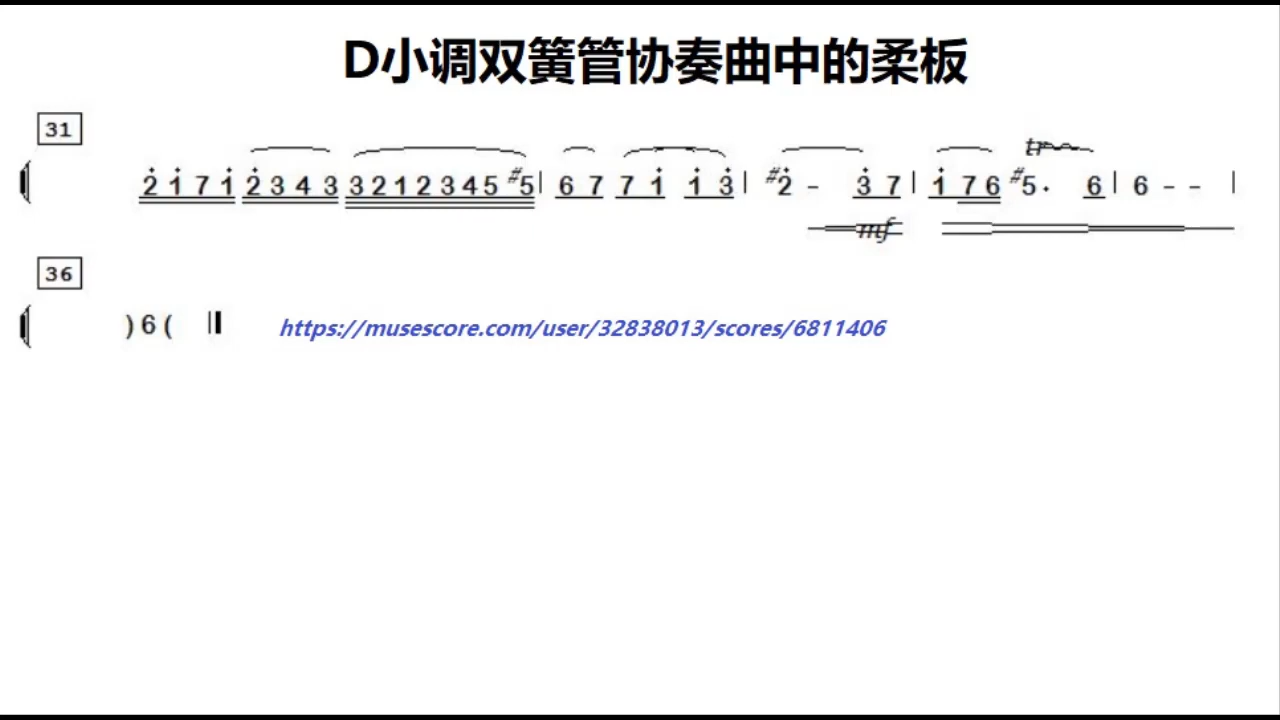 D小调双簧管协奏曲中的柔板
31
2 1 7 1 2 3 4 3 3 2 1 2 3 4 5 #5 | 6 7 7 1 1 3 | #2 - 3 7 | 1 7 6 #5. 6 | 6 - - |
tr
mf
36
) 6 (
https://musescore.com/user/32838013/scores/6811406